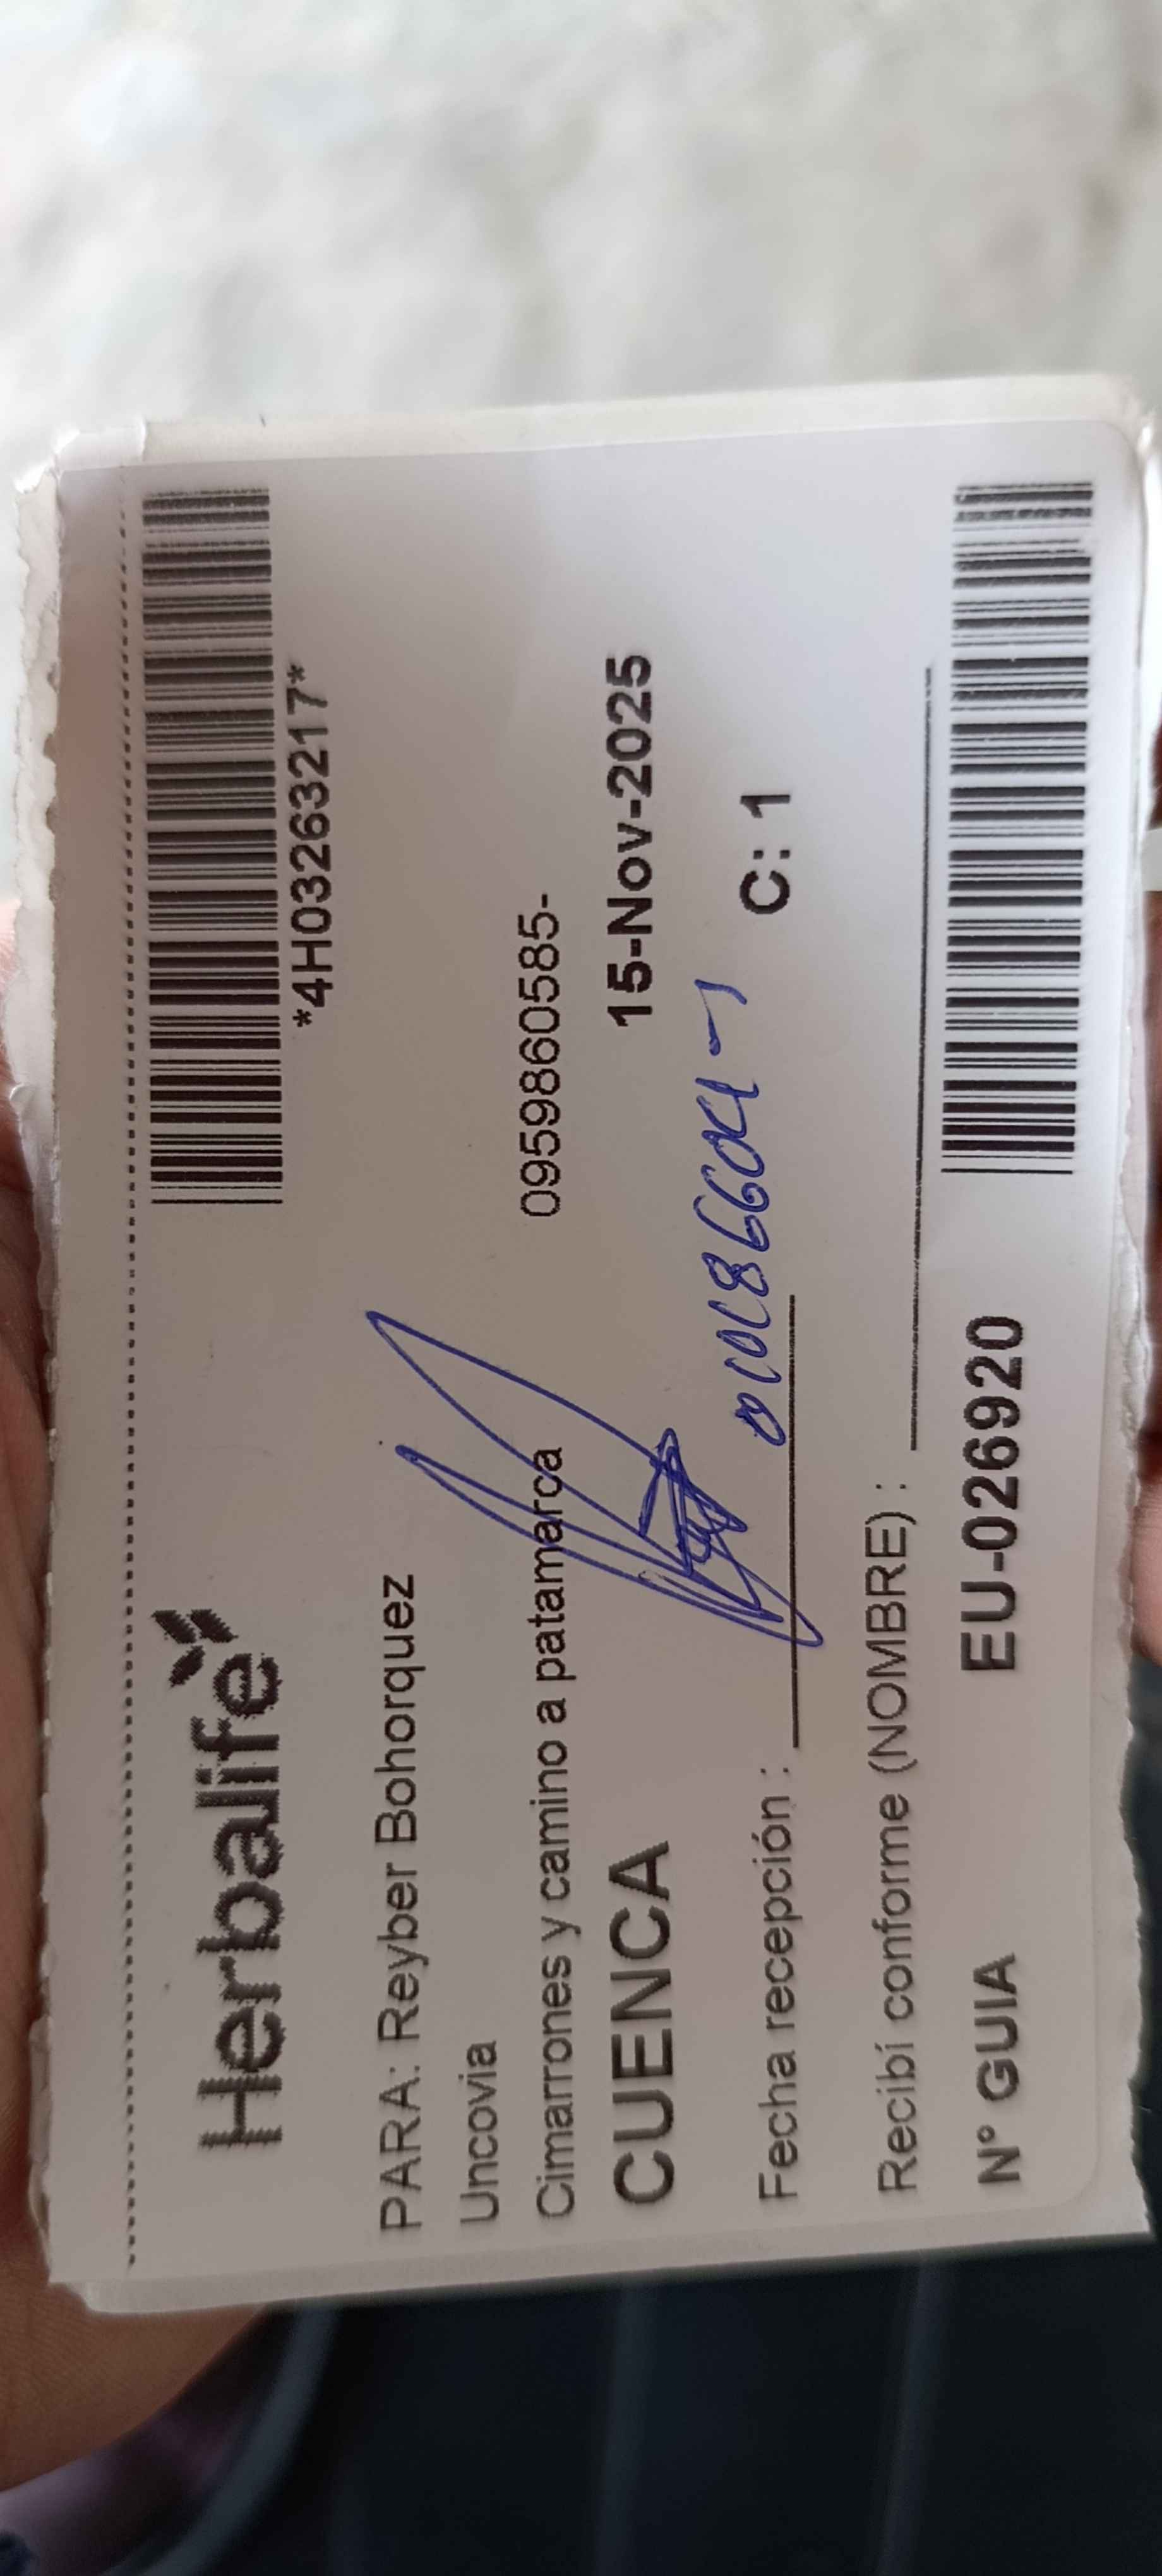 Herbalife
*4H03263217*
PARA: Reyber Bohorquez
Uncovia
0959860585-
Cimarrones y camino a patamarca
CUENCA
15-Nov-2025
Fecha recepción :
C: 1
Recibí conforme (NOMBRE) :
N° GUIA
EU-026920